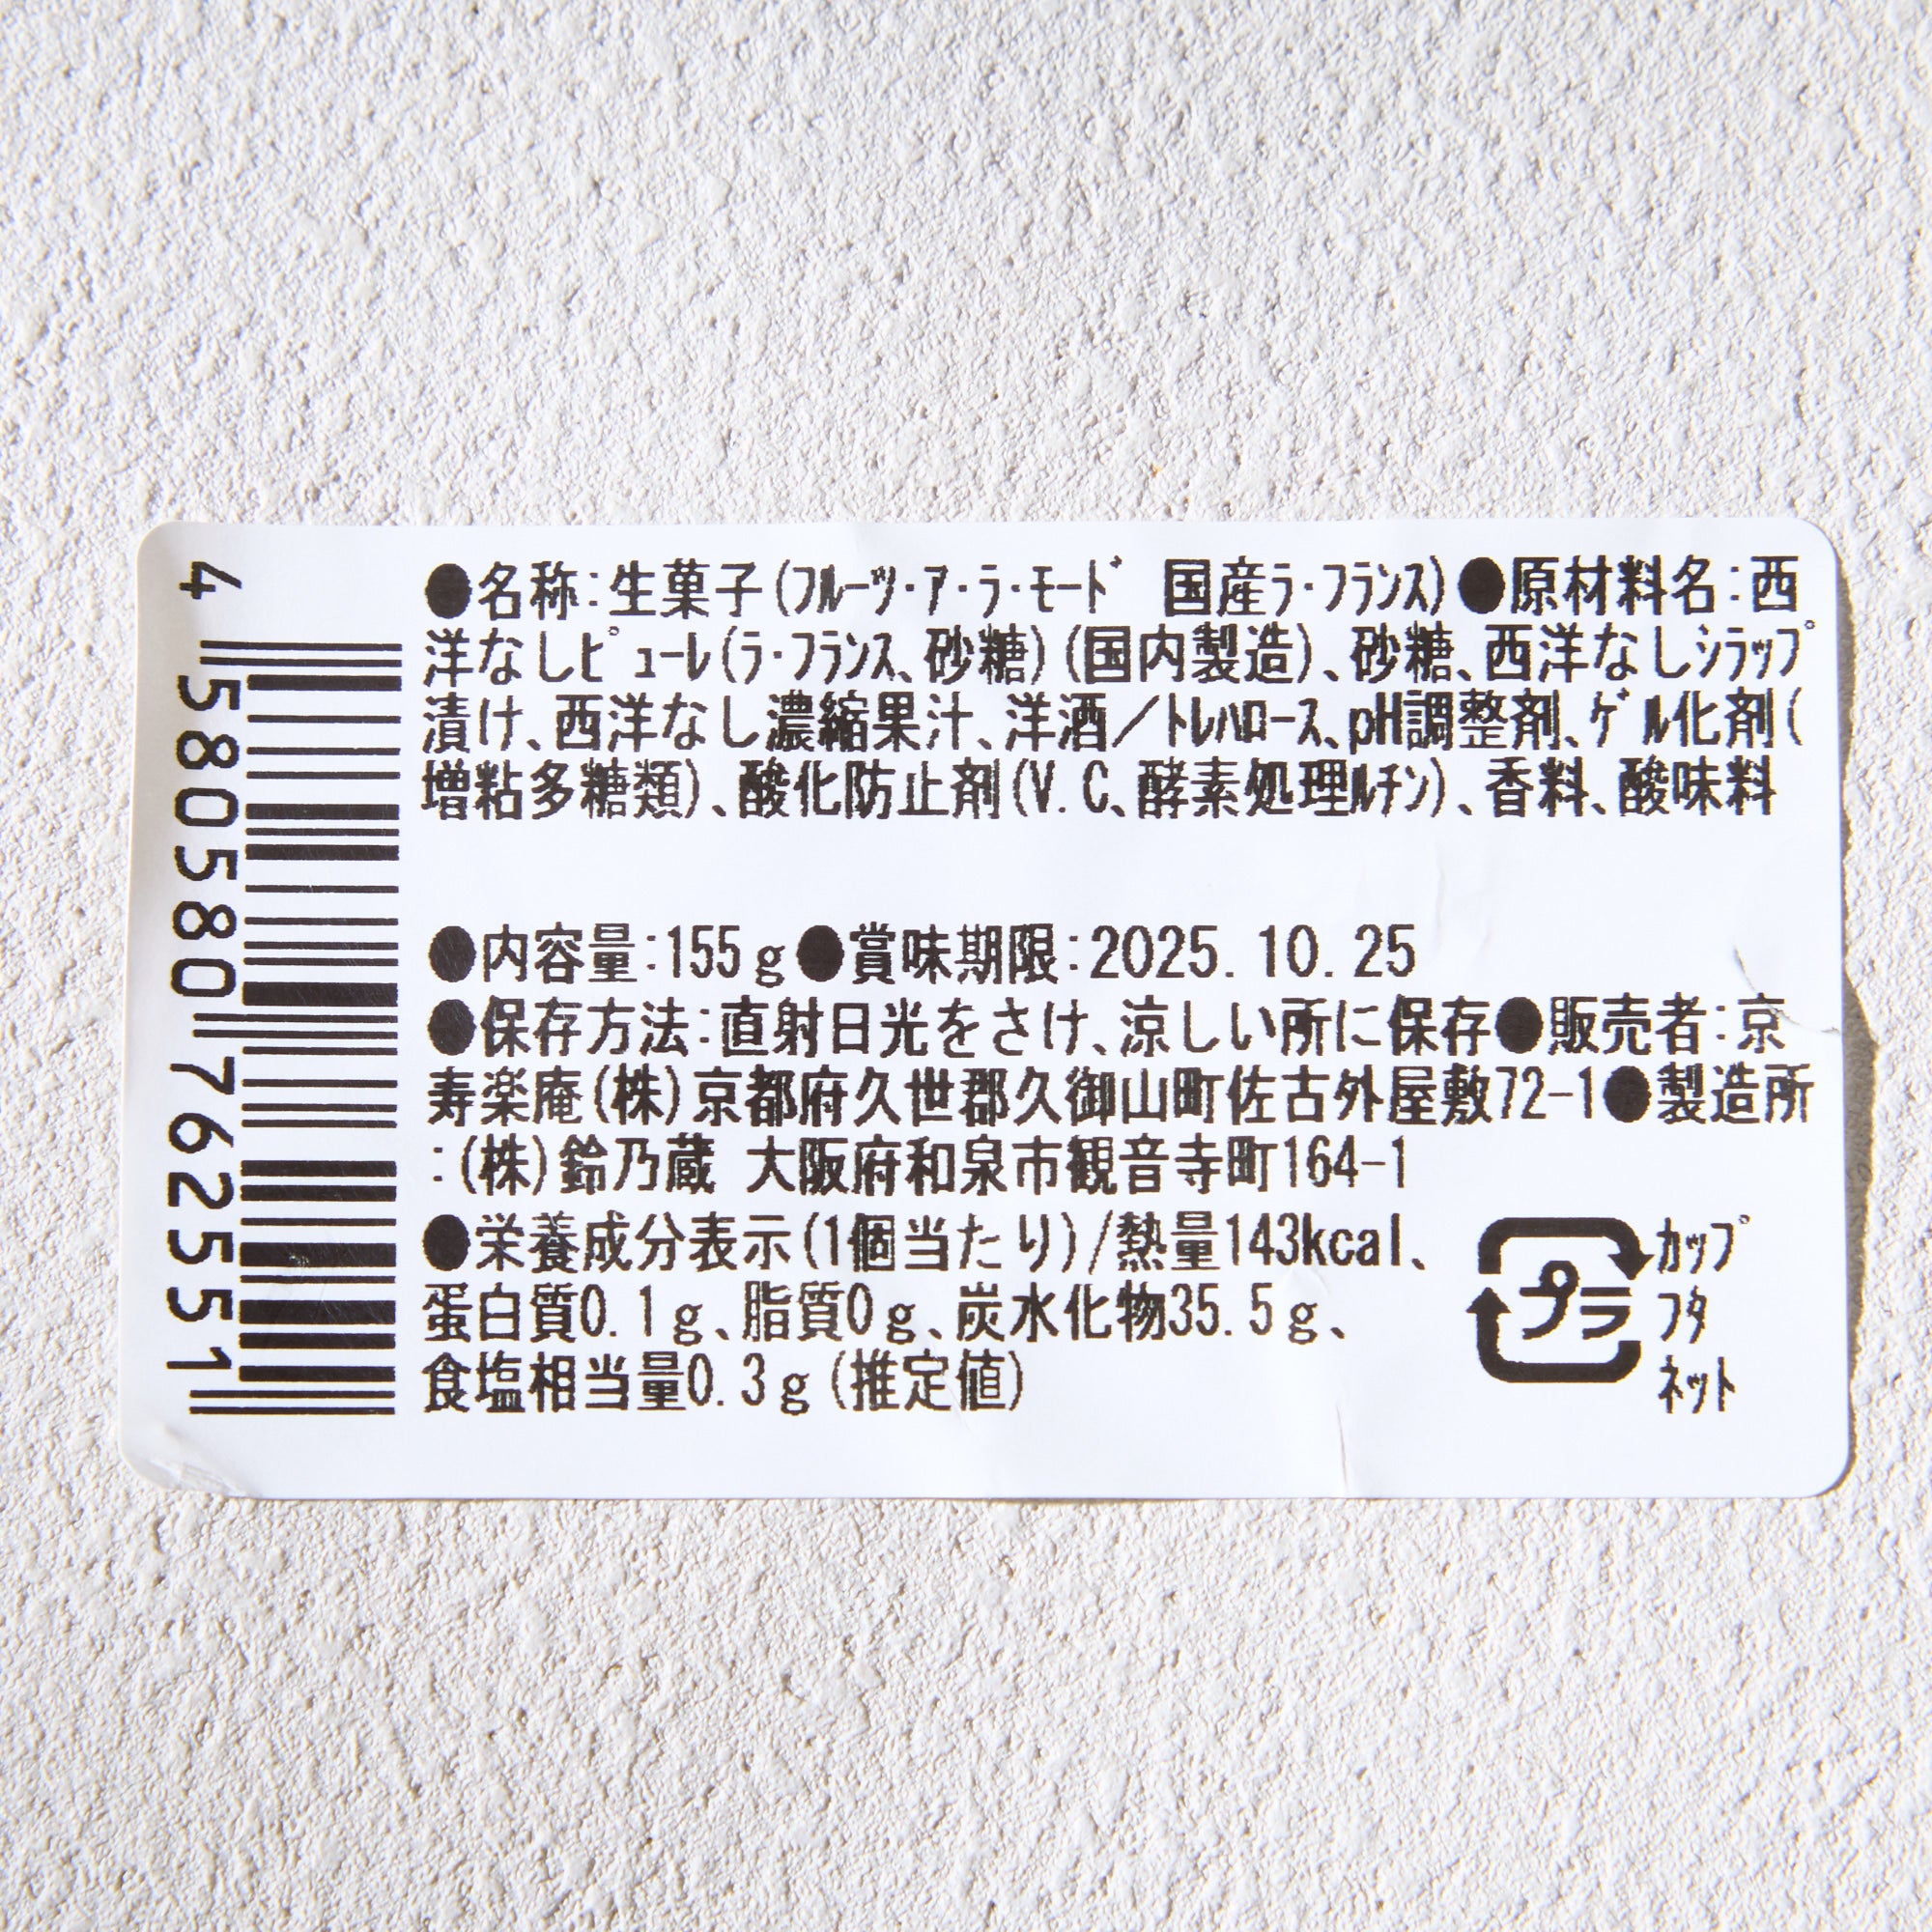 ●名称:生菓子(フルーツ・ア・ラ・モード 国産ラ・フランス)●原材料名:西
洋なしピューレ(ラ・フランス、砂糖)(国内製造)、砂糖、西洋なしシラップ
漬け、西洋なし濃縮果汁、洋酒/トレハロース、pH調整剤、ゲル化剤(
増粘多糖類)、酸化防止剤(V.C、酵素処理ルチン)、香料、酸味料
●内容量:155g●賞味期限:2025.10.25
●保存方法:直射日光をさけ、涼しい所に保存●販売者:京
寿楽庵(株)京都府久世郡久御山町佐古外屋敷72-1●製造所
:(株)鈴乃蔵 大阪府和泉市観音寺町164-1
●栄養成分表示(1個当たり)/熱量143kcal、
蛋白質0.1g、脂質0g、炭水化物35.5g、
食塩相当量0.3g(推定値)
プラ
カップ
フタ
ネット
4580580762551